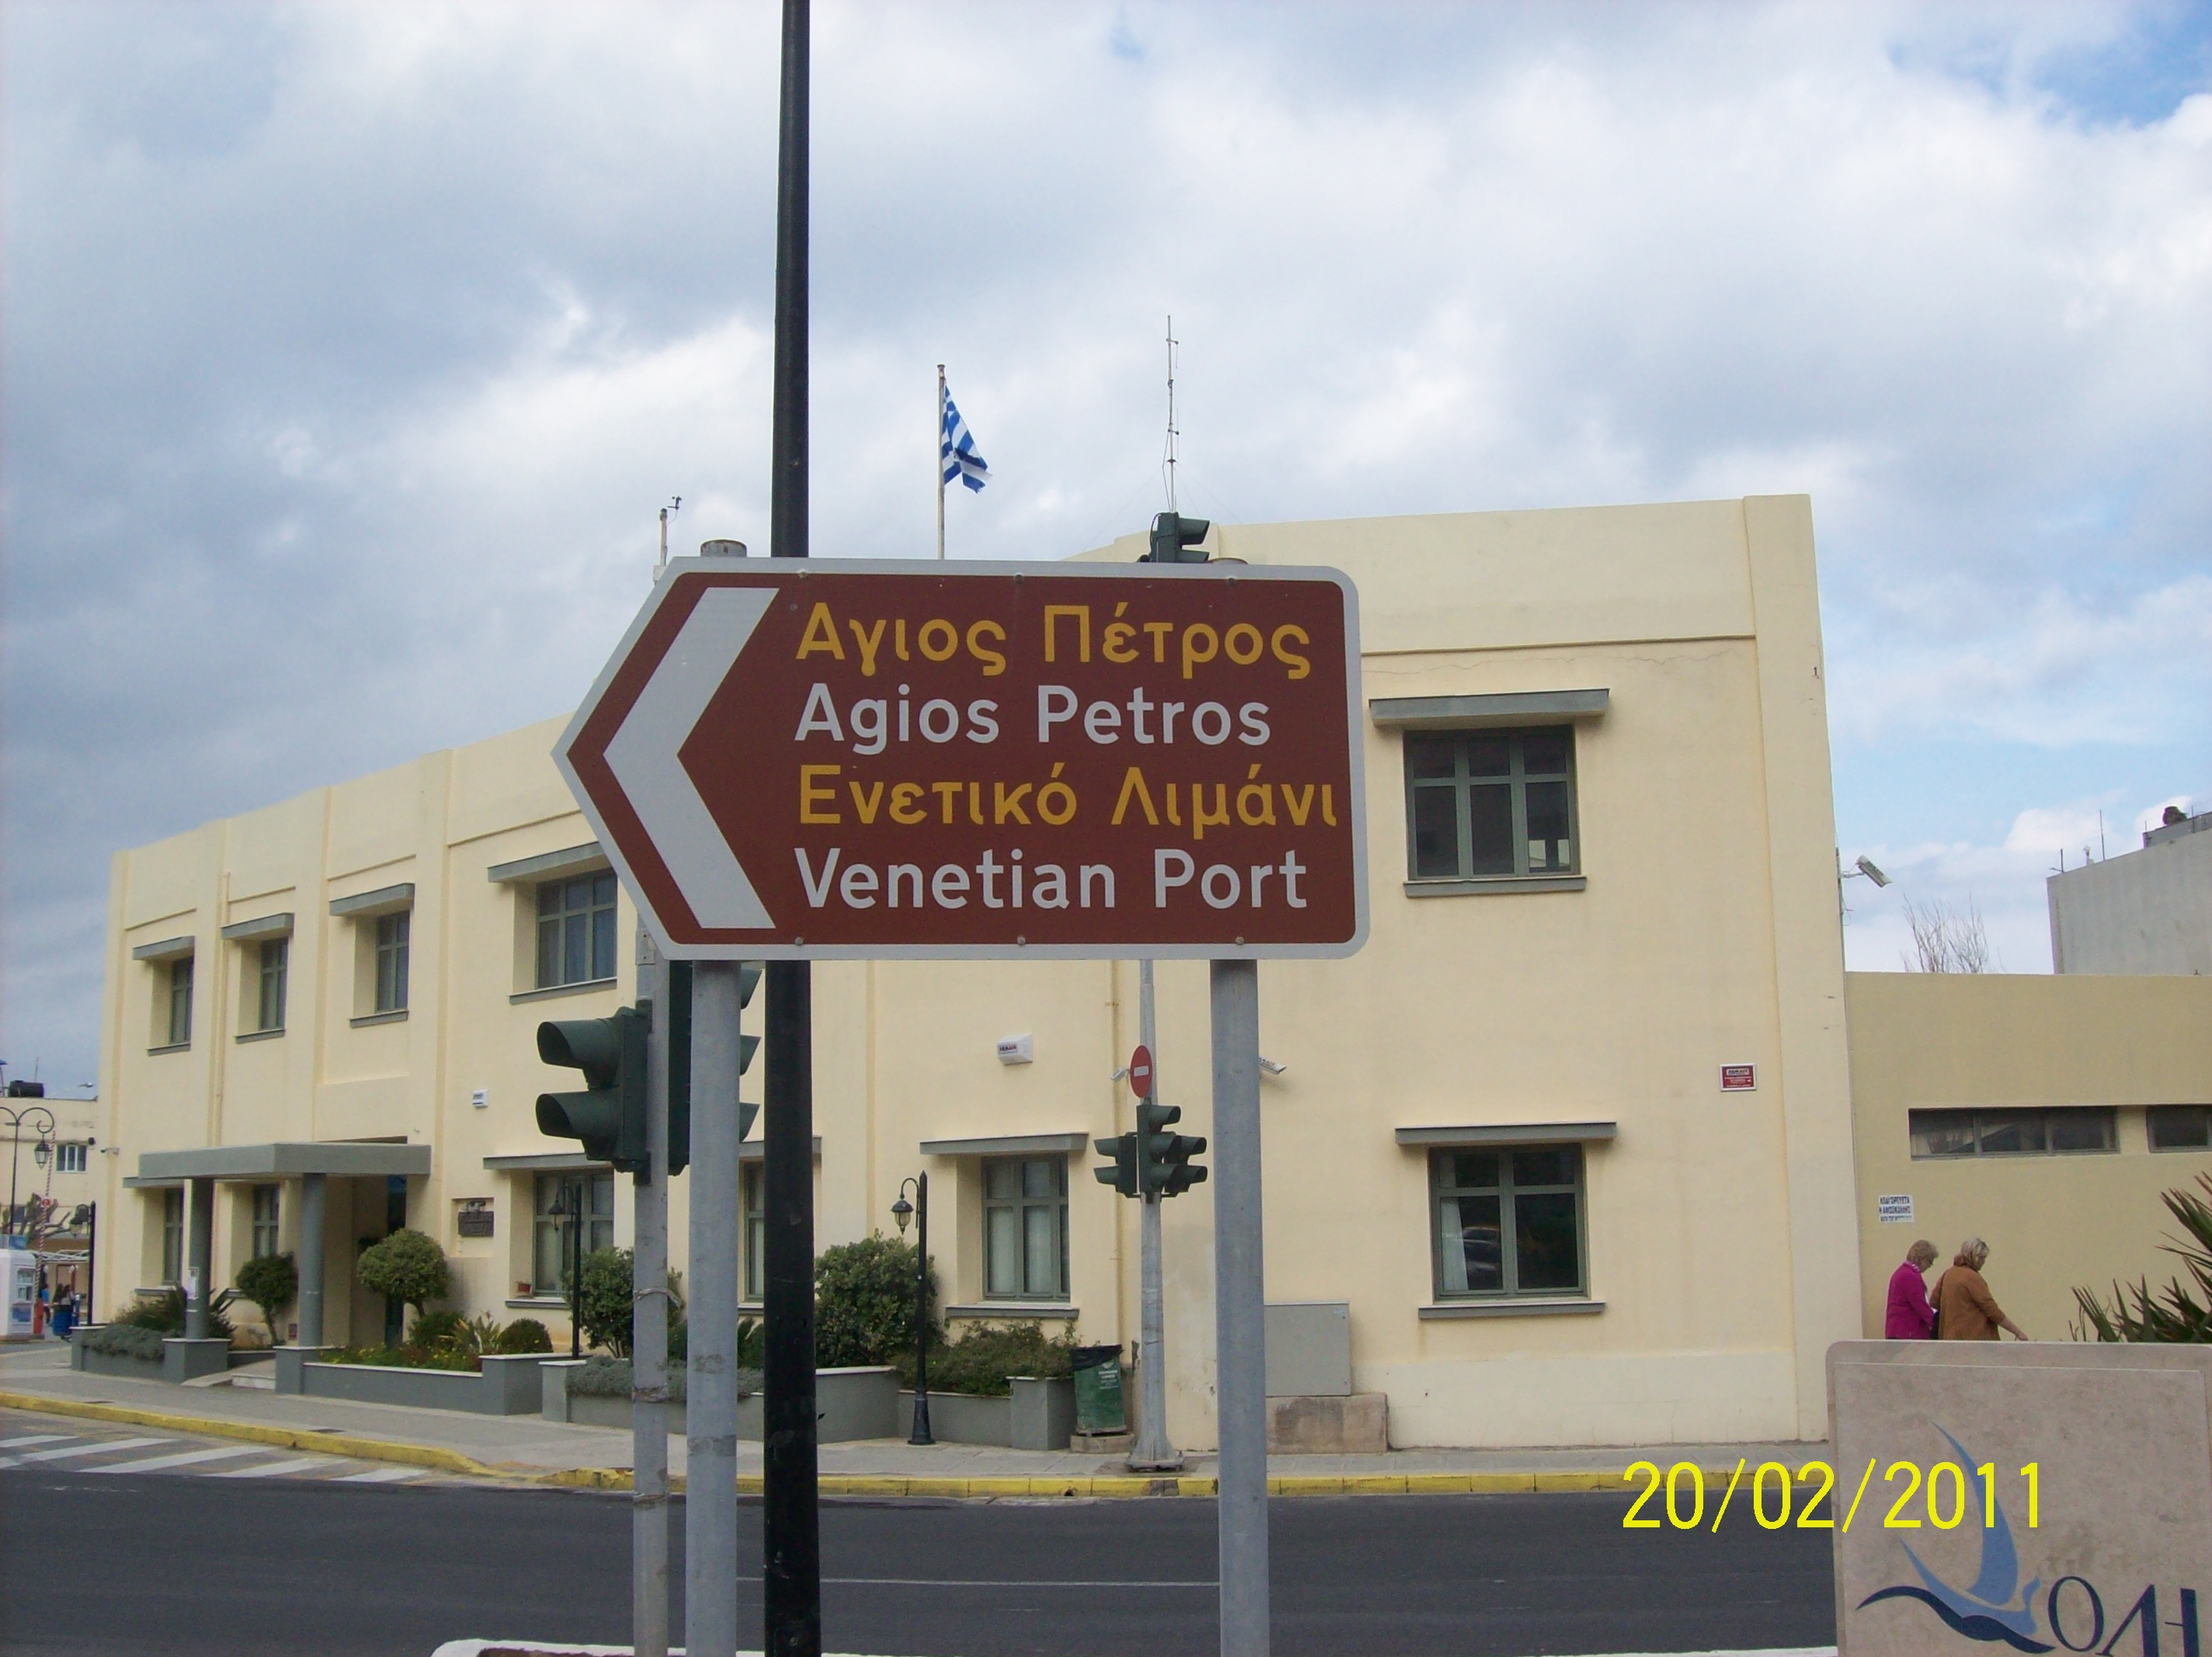 Αγιος Πέτρος
Agios Petros
Ενετικό Λιμάνι
Venetian Port
20/02/2011
ΟΛΗ